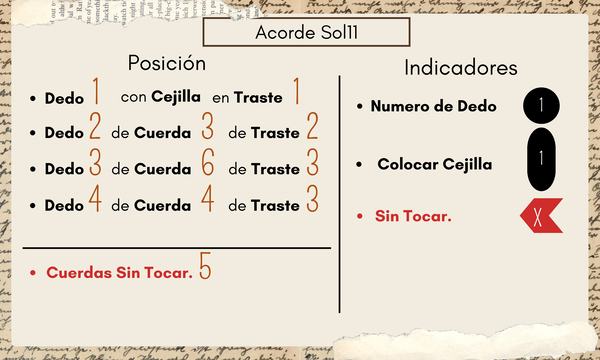 Acorde Sol11
Posición
Dedo 1 con Cejilla en Traste 1
Dedo 2 de Cuerda 3 de Traste 2
Dedo 3 de Cuerda 6 de Traste 3
Dedo 4 de Cuerda 4 de Traste 3
Cuerdas Sin Tocar. 5
Indicadores
Numero de Dedo 1
Colocar Cejilla 1
Sin Tocar. X